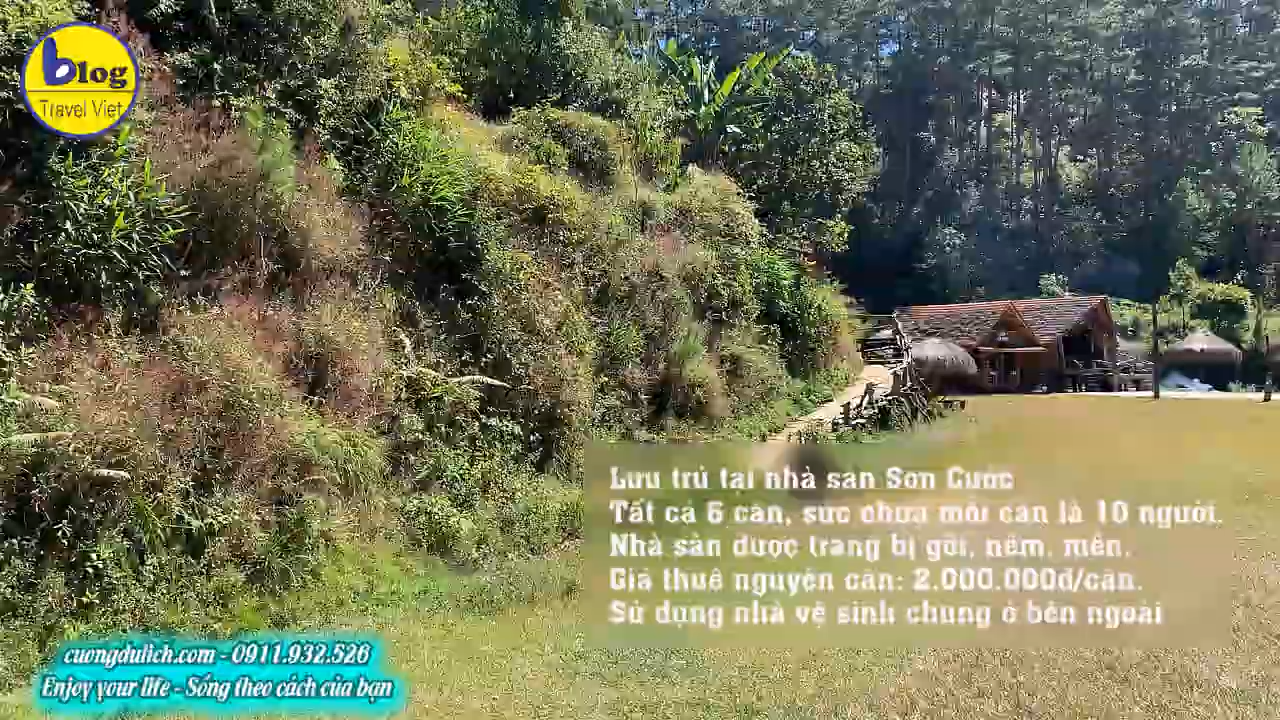 blog
Travel Viet
Lưu trú tại nhà sàn Sơn Cước
Tất cả 6 căn, sức chứa mỗi căn là 10 người.
Nhà sàn được trang bị gối, nệm, mền.
Giá thuê nguyên căn: 2.000.000đ/căn.
Sử dụng nhà vệ sinh chung ở bên ngoài
cuongdulich.com - 0911.932.526
Enjoy your life - Sống theo cách của bạn